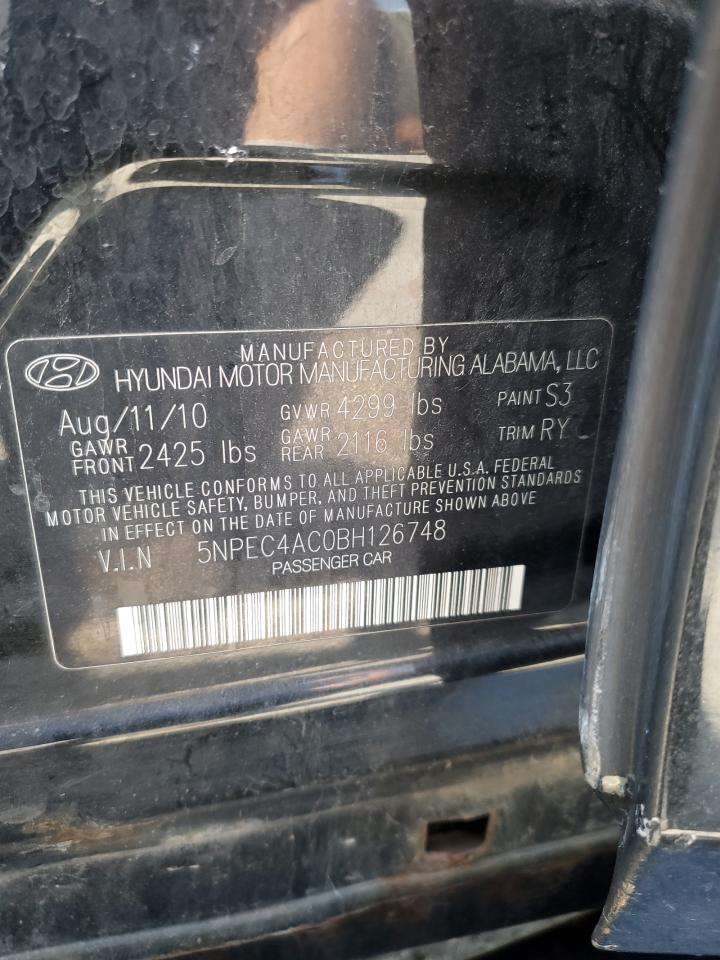 MANUFACTURED BY
HYUNDAI MOTOR MANUFACTURING ALABAMA, LLC
Aug/11/10 GVWR 4299 lbs PAINT S3
GAWR FRONT 2425 lbs GAWR REAR 2116 lbs TRIM RY
THIS VEHICLE CONFORMS TO ALL APPLICABLE U.S.A. FEDERAL
MOTOR VEHICLE SAFETY, BUMPER, AND THEFT PREVENTION STANDARDS
IN EFFECT ON THE DATE OF MANUFACTURE SHOWN ABOVE
V.I.N 5NPEC4AC0BH126748
PASSENGER CAR